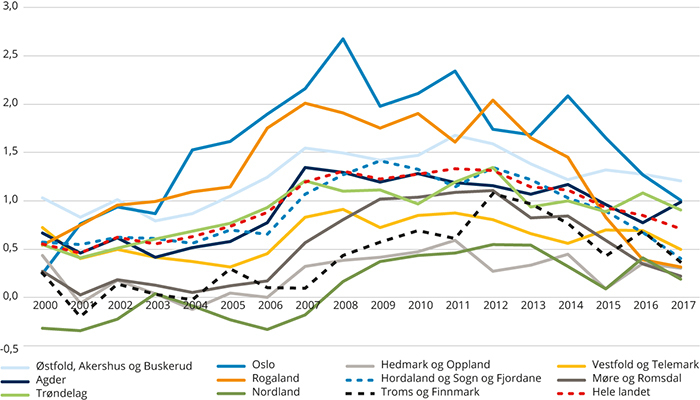 3,0
2,5
2,0
1,5
1,0
0,5
0,0
2000 2001 2002 2003 2004 2005 2006 2007 2008 2009 2010 2011 2012 2013 2014 2015 2016 2017
-0,5
Østfold, Akershus og Buskerud Oslo Hedmark og Oppland Vestfold og Telemark
Agder Rogaland Hordaland og Sogn og Fjordane Møre og Romsdal
Trøndelag Nordland Troms og Finnmark Hele landet